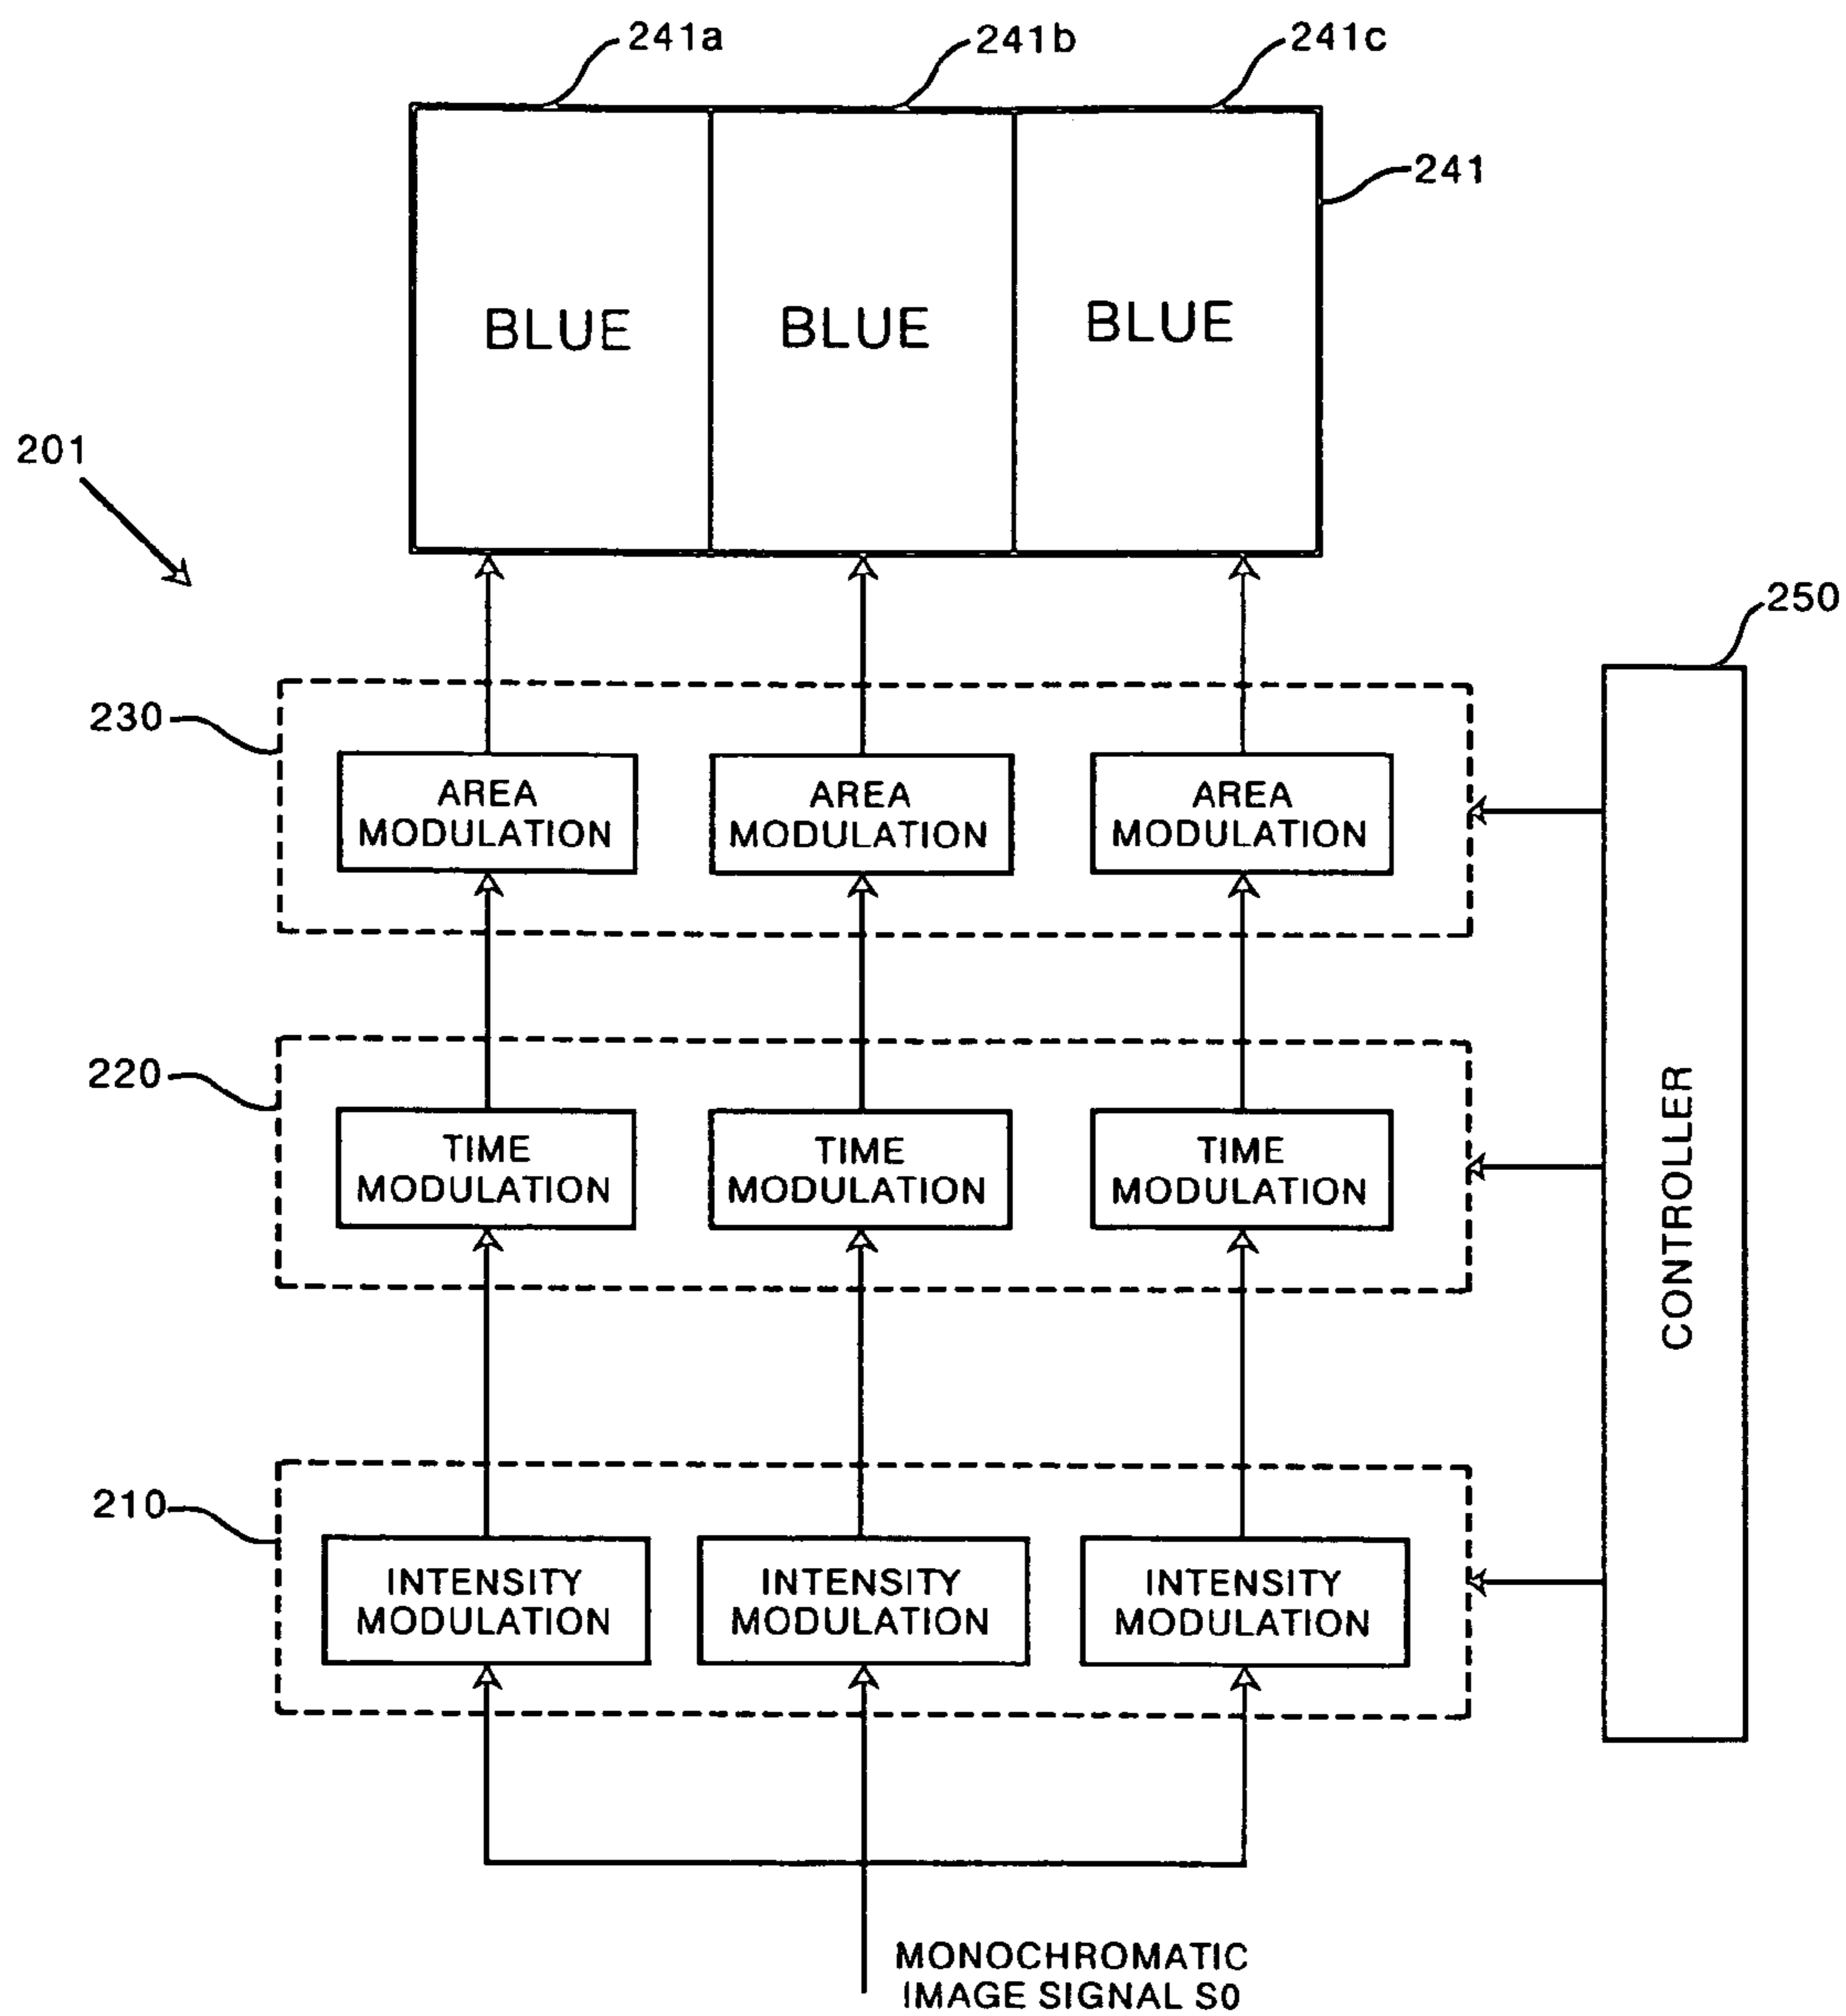 241a
241b
241c
241
BLUE
BLUE
BLUE
201
250
230
AREA
MODULATION
AREA
MODULATION
AREA
MODULATION
220
TIME
MODULATION
TIME
MODULATION
TIME
MODULATION
CONTROLLER
210
INTENSITY
MODULATION
INTENSITY
MODULATION
INTENSITY
MODULATION
MONOCHROMATIC
IMAGE SIGNAL S0